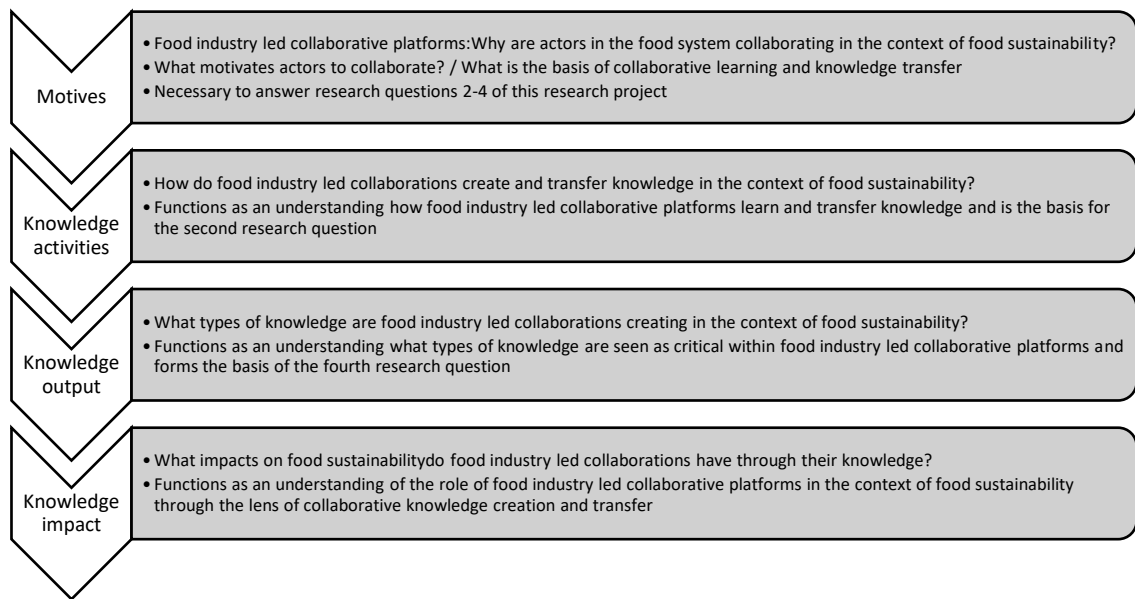 Motives
• Food industry led collaborative platforms:Why are actors in the food system collaborating in the context of food sustainability?
• What motivates actors to collaborate? / What is the basis of collaborative learning and knowledge transfer
• Necessary to answer research questions 2-4 of this research project
Knowledge
activities
• How do food industry led collaborations create and transfer knowledge in the context of food sustainability?
• Functions as an understanding how food industry led collaborative platforms learn and transfer knowledge and is the basis for
the second research question
Knowledge
output
• What types of knowledge are food industry led collaborations creating in the context of food sustainability?
• Functions as an understanding what types of knowledge are seen as critical within food industry led collaborative platforms and
forms the basis of the fourth research question
Knowledge
impact
• What impacts on food sustainabilitydo food industry led collaborations have through their knowledge?
• Functions as an understanding of the role of food industry led collaborative platforms in the context of food sustainability
through the lens of collaborative knowledge creation and transfer